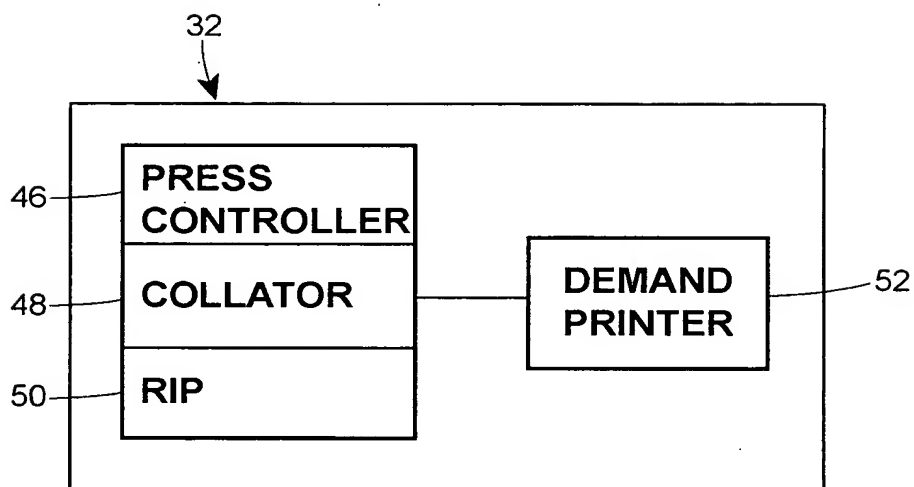 32
46
PRESS
CONTROLLER
48
COLLATOR
50
RIP
DEMAND
PRINTER
52